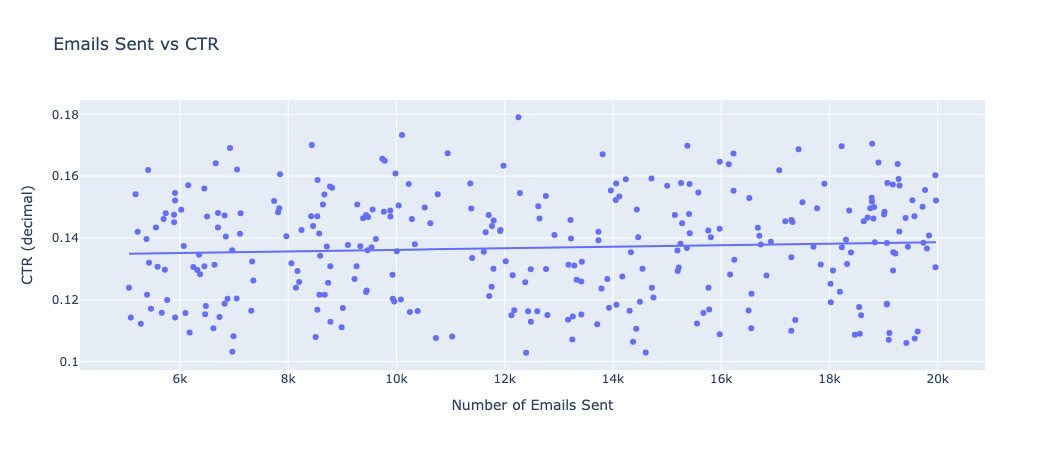 Emails Sent vs CTR
CTR (decimal)
0.18
0.16
0.14
0.12
0.1
6k 8k 10k 12k 14k 16k 18k 20k
Number of Emails Sent